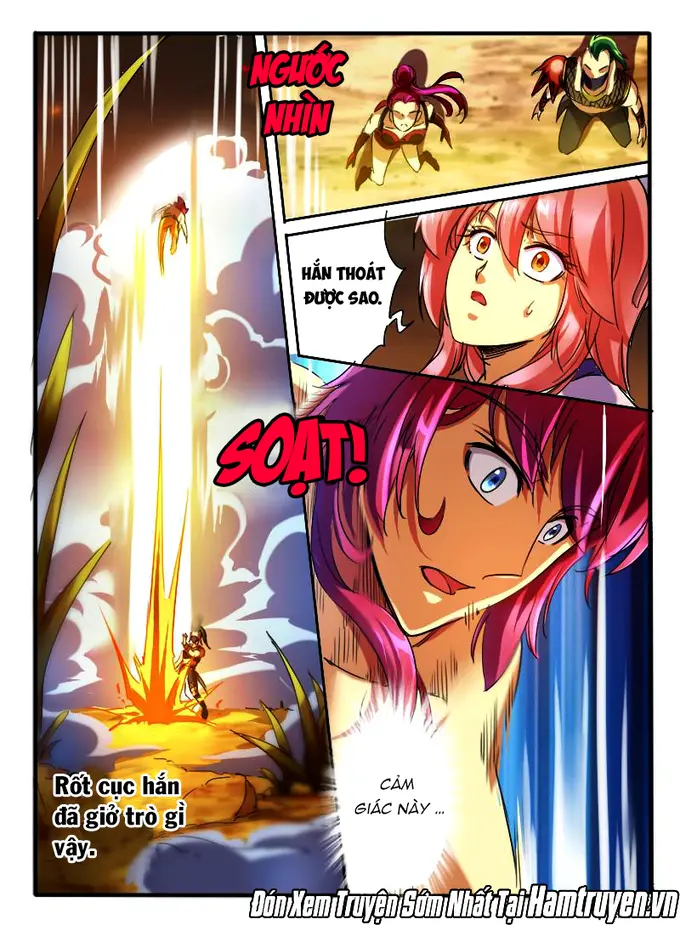 NGƯỚC
NHÌN
HẮN THOÁT
ĐƯỢC SAO.
SOẠT!
Rốt cục hắn
đã giở trò gì
vậy.
CẢM
GIÁC NÀY ...
Đón Xem Truyện Sớm Nhất Tại Hamtruyen.vn